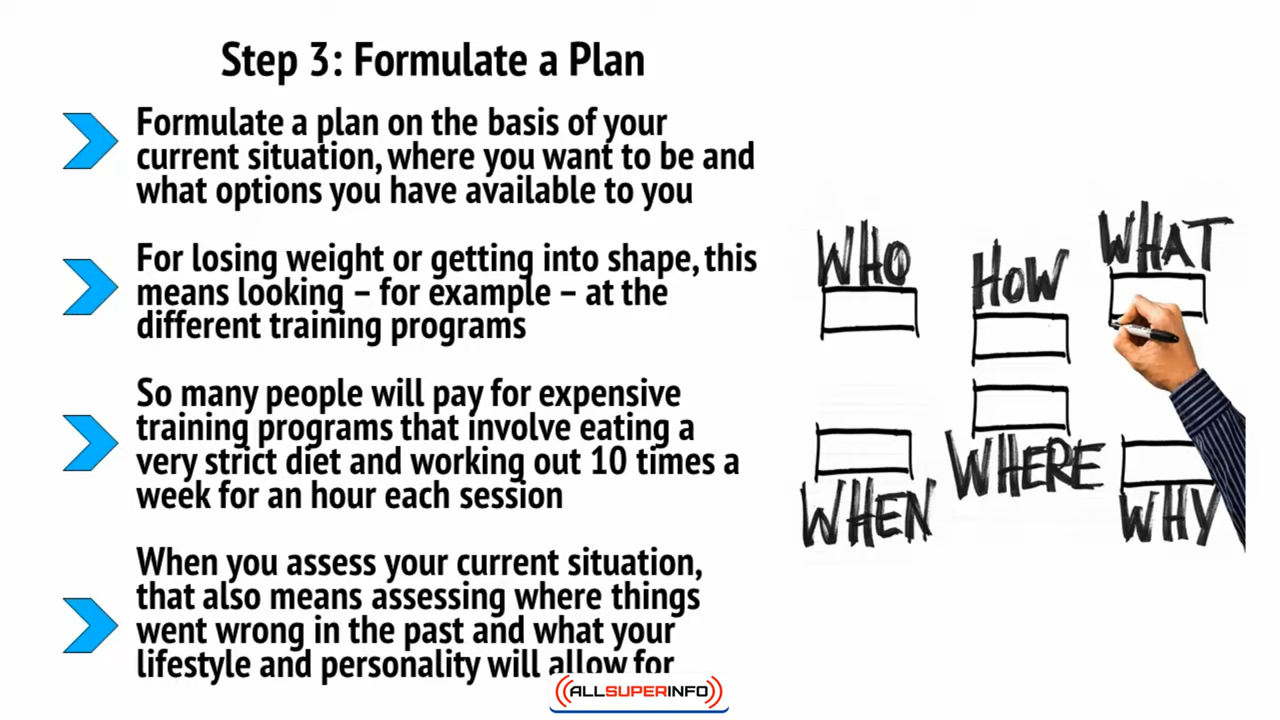 Step 3: Formulate a Plan
Formulate a plan on the basis of your
current situation, where you want to be and
what options you have available to you
For losing weight or getting into shape, this
means looking – for example – at the
different training programs
So many people will pay for expensive
training programs that involve eating a
very strict diet and working out 10 times a
week for an hour each session
When you assess your current situation,
that also means assessing where things
went wrong in the past and what your
lifestyle and personality will allow for
WHO
HOW
WHAT
WHEN
WHERE
WHY
ALLSUPERINFO